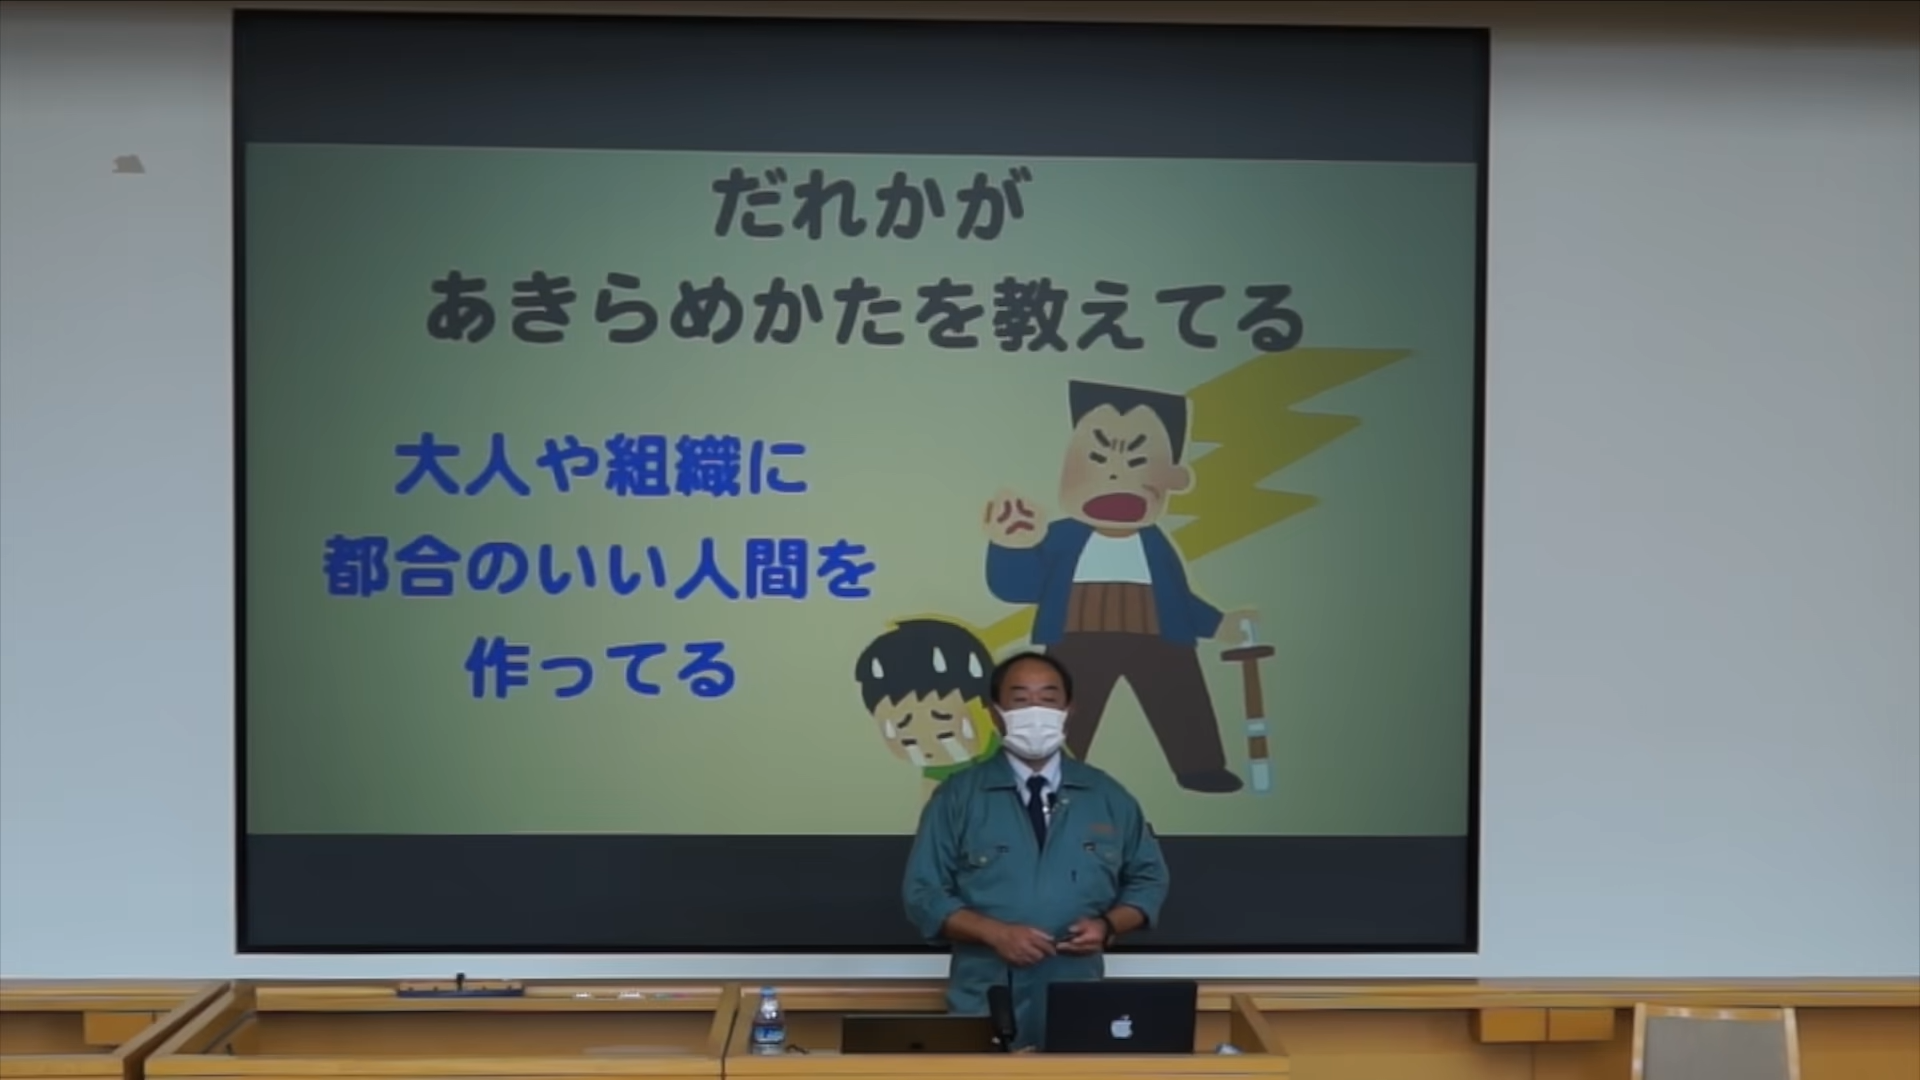 だれかが
あきらめかたを教えてる
大人や組織に
都合のいい人間を
作ってる